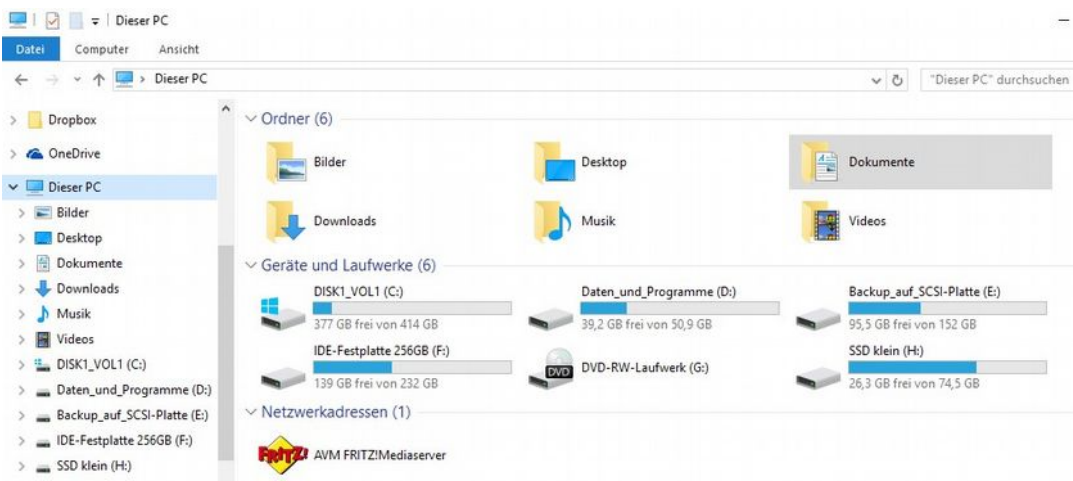 Dieser PC
Datei Computer Ansicht
Dieser PC "Dieser PC" durchsuchen
Dropbox
OneDrive
Dieser PC
Bilder
Desktop
Dokumente
Downloads
Musik
Videos
DISK1_VOL1 (C:)
Daten_und_Programme (D:)
Backup_auf_SCSI-Platte (E:)
IDE-Festplatte 256GB (F:)
SSD klein (H:)
Ordner (6)
Bilder Desktop Dokumente
Downloads Musik Videos
Geräte und Laufwerke (6)
DISK1_VOL1 (C:) Daten_und_Programme (D:) Backup_auf_SCSI-Platte (E:)
377 GB frei von 414 GB 39,2 GB frei von 50,9 GB 95,5 GB frei von 152 GB
IDE-Festplatte 256GB (F:) DVD DVD-RW-Laufwerk (G:) SSD klein (H:)
139 GB frei von 232 GB 26,3 GB frei von 74,5 GB
Netzwerkadressen (1)
FRITZ! AVM FRITZ!Mediaserver